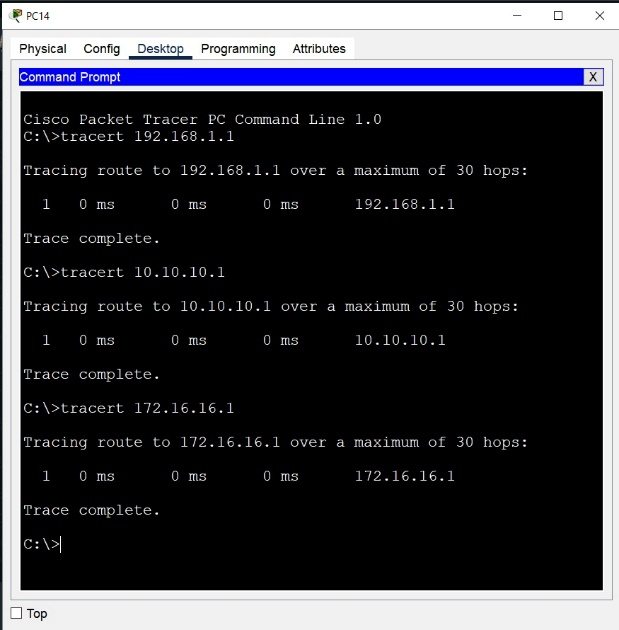 PC14
Physical Config Desktop Programming Attributes
Command Prompt
X
Cisco Packet Tracer PC Command Line 1.0
C:\>tracert 192.168.1.1
Tracing route to 192.168.1.1 over a maximum of 30 hops:
1 0 ms 0 ms 0 ms 192.168.1.1
Trace complete.
C:\>tracert 10.10.10.1
Tracing route to 10.10.10.1 over a maximum of 30 hops:
1 0 ms 0 ms 0 ms 10.10.10.1
Trace complete.
C:\>tracert 172.16.16.1
Tracing route to 172.16.16.1 over a maximum of 30 hops:
1 0 ms 0 ms 0 ms 172.16.16.1
Trace complete.
C:\>
Top